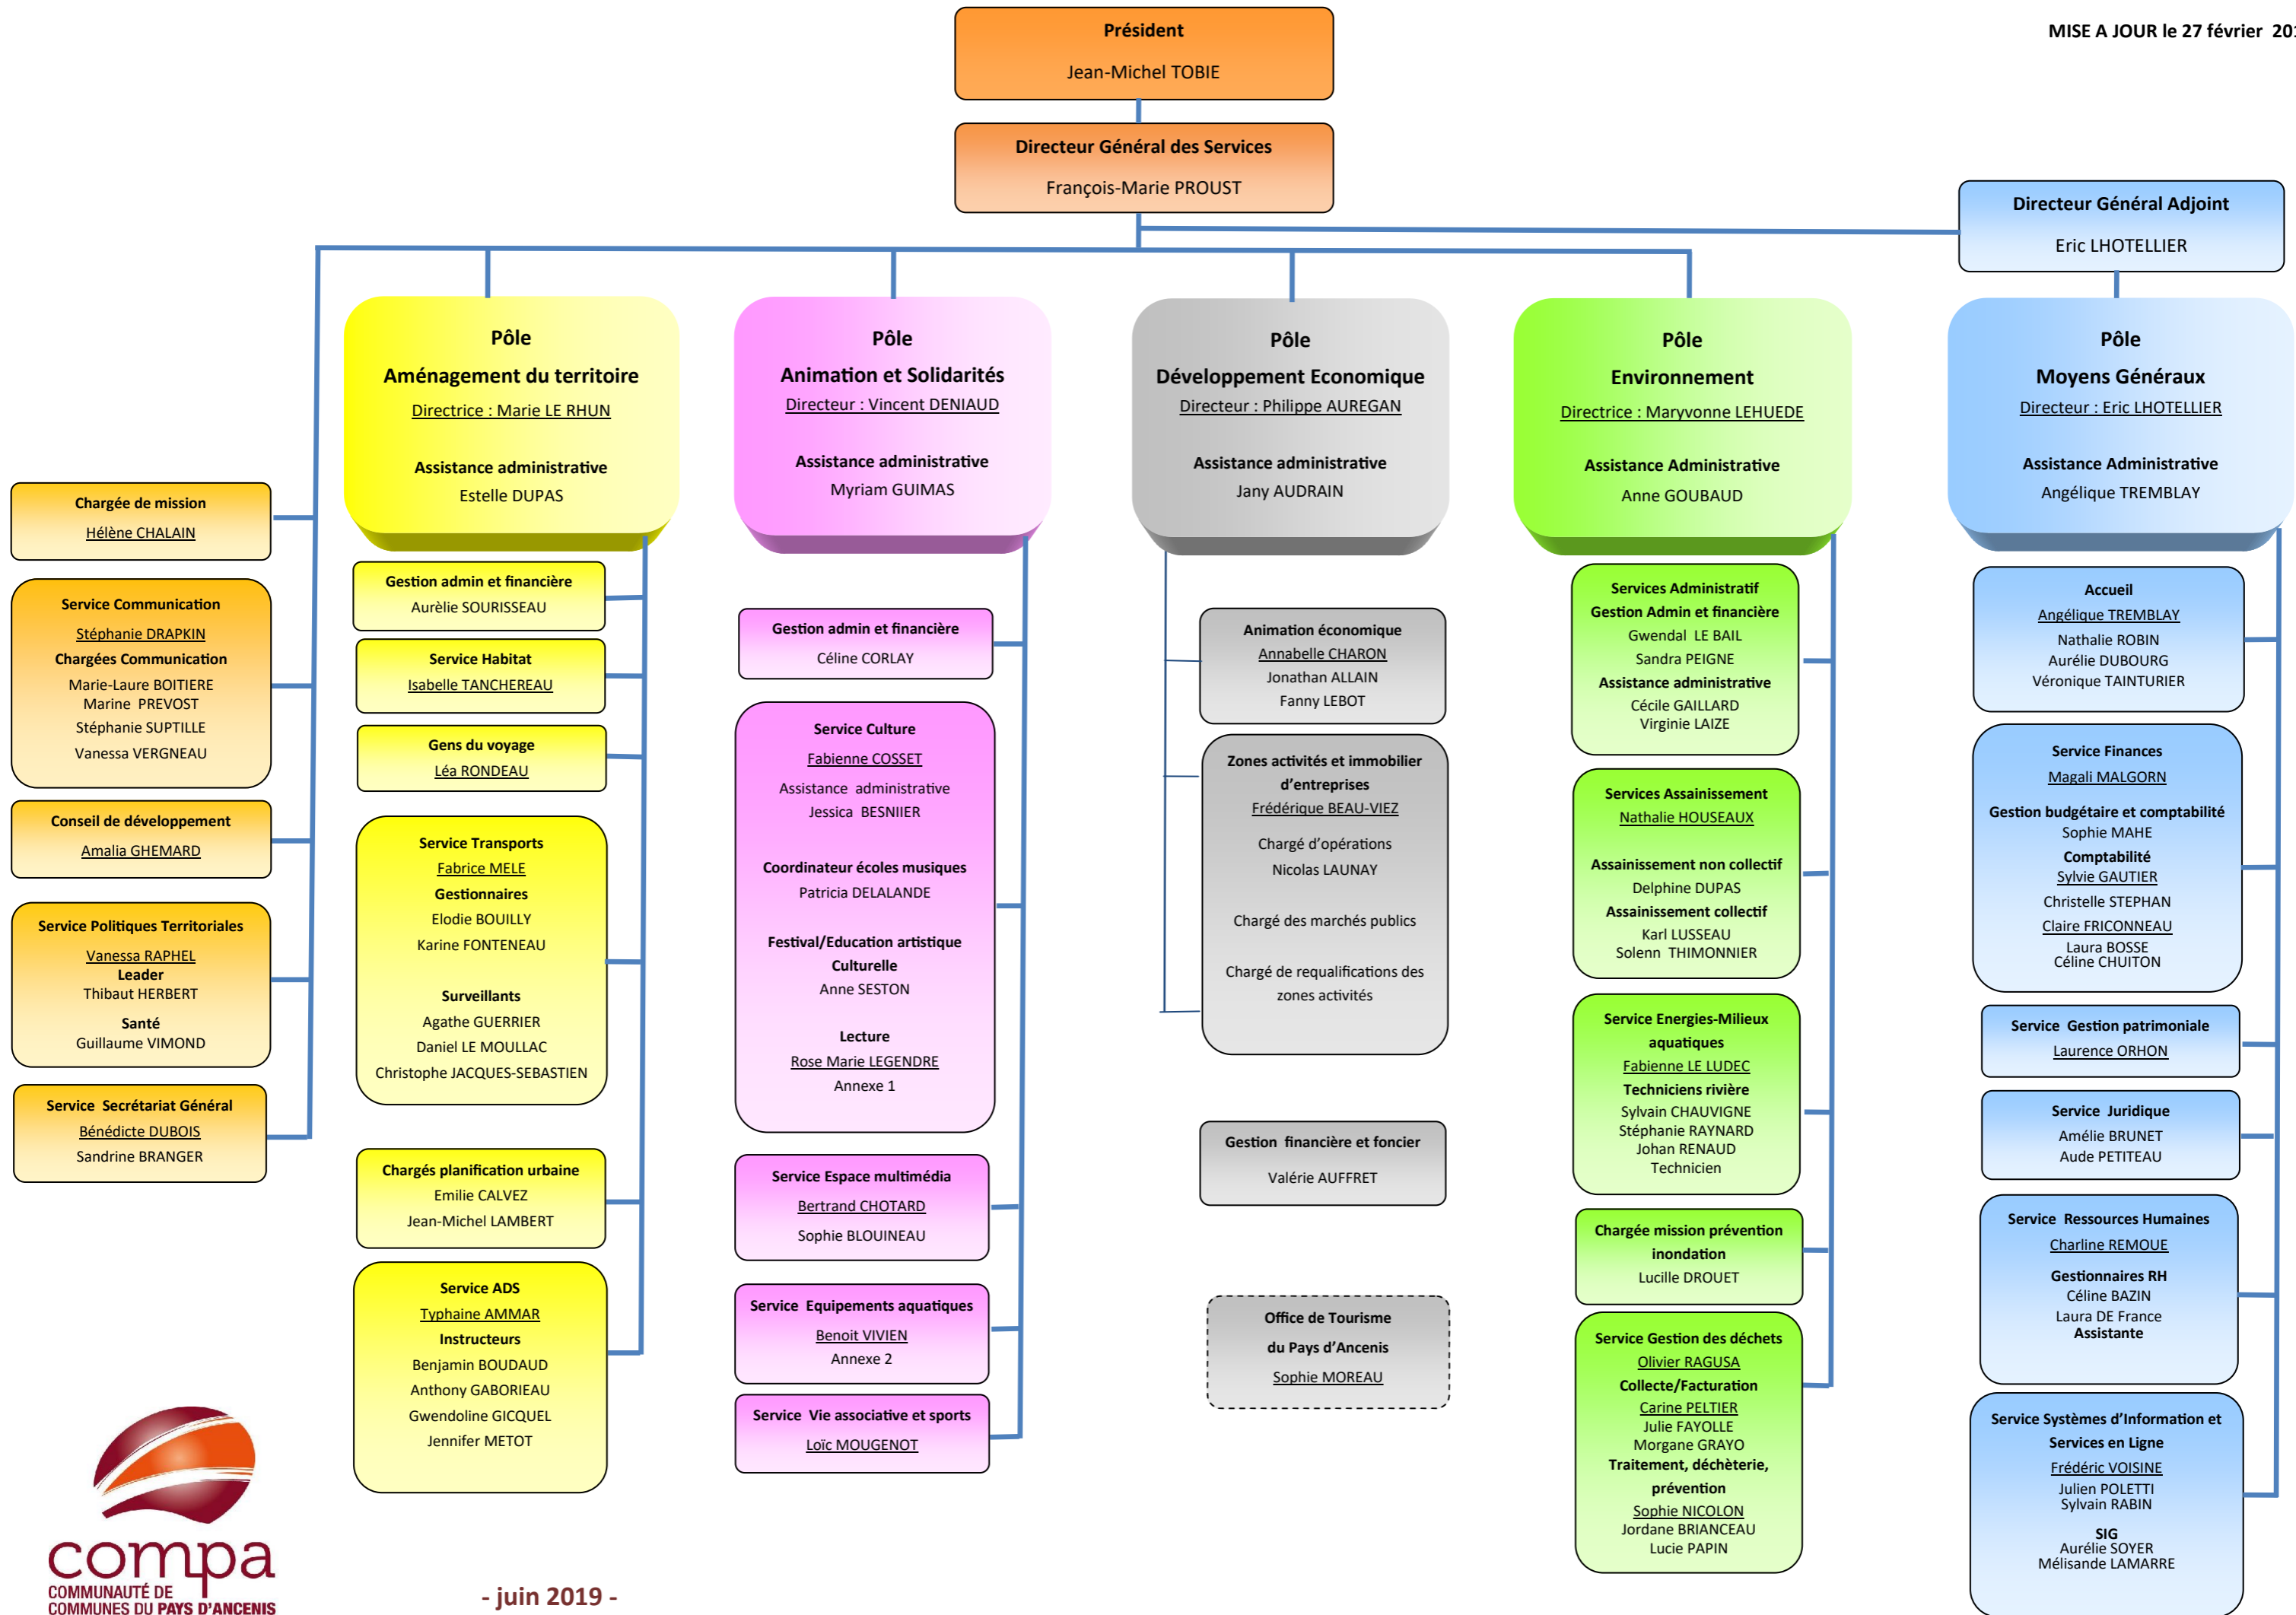 MISE A JOUR le 27 février 201
Président
Jean-Michel TOBIE
Directeur Général des Services
François-Marie PROUST
Directeur Général Adjoint
Eric LHOTELLIER
Chargée de mission
Hélène CHALAIN
Service Communication
Stéphanie DRAPKIN
Chargées Communication
Marie-Laure BOITIERE
Marine PREVOST
Stéphanie SUPTILLE
Vanessa VERGNEAU
Conseil de développement
Amalia GHEMARD
Service Politiques Territoriales
Vanessa RAPHEL
Leader
Thibaut HERBERT
Santé
Guillaume VIMOND
Service Secrétariat Général
Bénédicte DUBOIS
Sandrine BRANGER
Pôle
Aménagement du territoire
Directrice : Marie LE RHUN
Assistance administrative
Estelle DUPAS
Gestion admin et financière
Aurèlie SOURISSEAU
Service Habitat
Isabelle TANCHEREAU
Gens du voyage
Léa RONDEAU
Service Transports
Fabrice MELE
Gestionnaires
Elodie BOUILLY
Karine FONTENEAU
Surveillants
Agathe GUERRIER
Daniel LE MOULLAC
Christophe JACQUES-SEBASTIEN
Chargés planification urbaine
Emilie CALVEZ
Jean-Michel LAMBERT
Service ADS
Typhaine AMMAR
Instructeurs
Benjamin BOUDAUD
Anthony GABORIEAU
Gwendoline GICQUEL
Jennifer METOT
Pôle
Animation et Solidarités
Directeur : Vincent DENIAUD
Assistance administrative
Myriam GUIMAS
Gestion admin et financière
Céline CORLAY
Service Culture
Fabienne COSSET
Assistance administrative
Jessica BESNIIER
Coordinateur écoles musiques
Patricia DELALANDE
Festival/Education artistique
Culturelle
Anne SESTON
Lecture
Rose Marie LEGENDRE
Annexe 1
Service Espace multimédia
Bertrand CHOTARD
Sophie BLOUINEAU
Service Equipements aquatiques
Benoit VIVIEN
Annexe 2
Service Vie associative et sports
Loïc MOUGENOT
Pôle
Développement Economique
Directeur : Philippe AUREGAN
Assistance administrative
Jany AUDRAIN
Animation économique
Annabelle CHARON
Jonathan ALLAIN
Fanny LEBOT
Zones activités et immobilier
d'entreprises
Frédérique BEAU-VIEZ
Chargé d'opérations
Nicolas LAUNAY
Chargé des marchés publics
Chargé de requalifications des
zones activités
Gestion financière et foncier
Valérie AUFFRET
Office de Tourisme
du Pays d'Ancenis
Sophie MOREAU
Pôle
Environnement
Directrice : Maryvonne LEHUEDE
Assistance Administrative
Anne GOUBAUD
Services Administratif
Gestion Admin et financière
Gwendal LE BAIL
Sandra PEIGNE
Assistance administrative
Cécile GAILLARD
Virginie LAIZE
Services Assainissement
Nathalie HOUSEAUX
Assainissement non collectif
Delphine DUPAS
Assainissement collectif
Karl LUSSEAU
Solenn THIMONNIER
Service Energies-Milieux
aquatiques
Fabienne LE LUDEC
Techniciens rivière
Sylvain CHAUVIGNE
Stéphanie RAYNARD
Johan RENAUD
Technicien
Chargée mission prévention
inondation
Lucille DROUET
Service Gestion des déchets
Olivier RAGUSA
Collecte/Facturation
Carine PELTIER
Julie FAYOLLE
Morgane GRAYO
Traitement, déchèterie,
prévention
Sophie NICOLON
Jordane BRIANCEAU
Lucie PAPIN
Pôle
Moyens Généraux
Directeur : Eric LHOTELLIER
Assistance Administrative
Angélique TREMBLAY
Accueil
Angélique TREMBLAY
Nathalie ROBIN
Aurélie DUBOURG
Véronique TAINTURIER
Service Finances
Magali MALGORN
Gestion budgétaire et comptabilité
Sophie MAHE
Comptabilité
Sylvie GAUTIER
Christelle STEPHAN
Claire FRICONNEAU
Laura BOSSE
Céline CHUITON
Service Gestion patrimoniale
Laurence ORHON
Service Juridique
Amélie BRUNET
Aude PETITEAU
Service Ressources Humaines
Charline REMOUE
Gestionnaires RH
Céline BAZIN
Laura DE France
Assistante
Service Systèmes d'Information et
Services en Ligne
Frédéric VOISINE
Julien POLETTI
Sylvain RABIN
SIG
Aurélie SOYER
Mélisande LAMARRE
compa
COMMUNAUTÉ DE
COMMUNES DU PAYS D'ANCENIS
- juin 2019 -